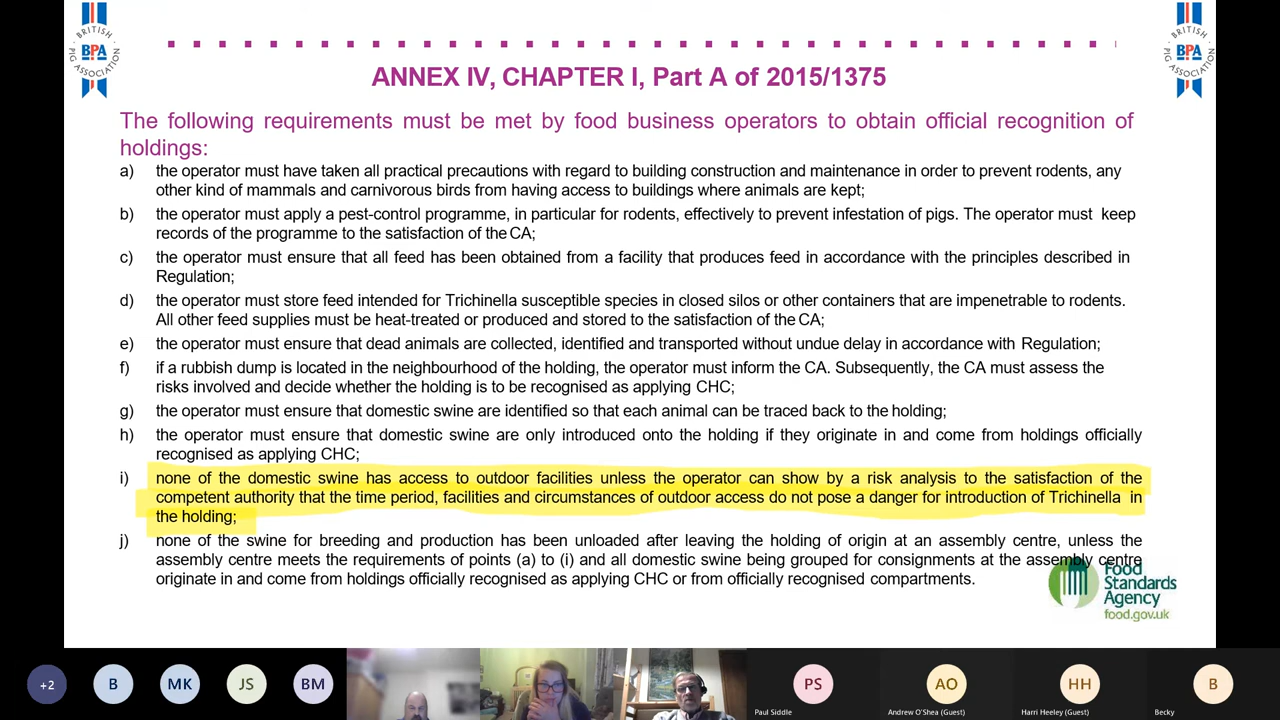 BRITISH
BPA
PIG ASSOCIATION
BRITISH
BPA
PIG ASSOCIATION
ANNEX IV, CHAPTER I, Part A of 2015/1375
The following requirements must be met by food business operators to obtain official recognition of
holdings:
a) the operator must have taken all practical precautions with regard to building construction and maintenance in order to prevent rodents, any
other kind of mammals and carnivorous birds from having access to buildings where animals are kept;
b) the operator must apply a pest-control programme, in particular for rodents, effectively to prevent infestation of pigs. The operator must keep
records of the programme to the satisfaction of the CA;
c) the operator must ensure that all feed has been obtained from a facility that produces feed in accordance with the principles described in
Regulation;
d) the operator must store feed intended for Trichinella susceptible species in closed silos or other containers that are impenetrable to rodents.
All other feed supplies must be heat-treated or produced and stored to the satisfaction of the CA;
e) the operator must ensure that dead animals are collected, identified and transported without undue delay in accordance with Regulation;
f) if a rubbish dump is located in the neighbourhood of the holding, the operator must inform the CA. Subsequently, the CA must assess the
risks involved and decide whether the holding is to be recognised as applying CHC;
g) the operator must ensure that domestic swine are identified so that each animal can be traced back to the holding;
h) the operator must ensure that domestic swine are only introduced onto the holding if they originate in and come from holdings officially
recognised as applying CHC;
i) none of the domestic swine has access to outdoor facilities unless the operator can show by a risk analysis to the satisfaction of the
competent authority that the time period, facilities and circumstances of outdoor access do not pose a danger for introduction of Trichinella in
the holding;
j) none of the swine for breeding and production has been unloaded after leaving the holding of origin at an assembly centre, unless the
assembly centre meets the requirements of points (a) to (i) and all domestic swine being grouped for consignments at the assembly centre
originate in and come from holdings officially recognised as applying CHC or from officially recognised compartments.
Food
Standards
Agency
food.gov.uk
+2 B MK JS BM PS AO HH B
Paul Siddle Andrew O'Shea (Guest) Harri Heeley (Guest) Becky